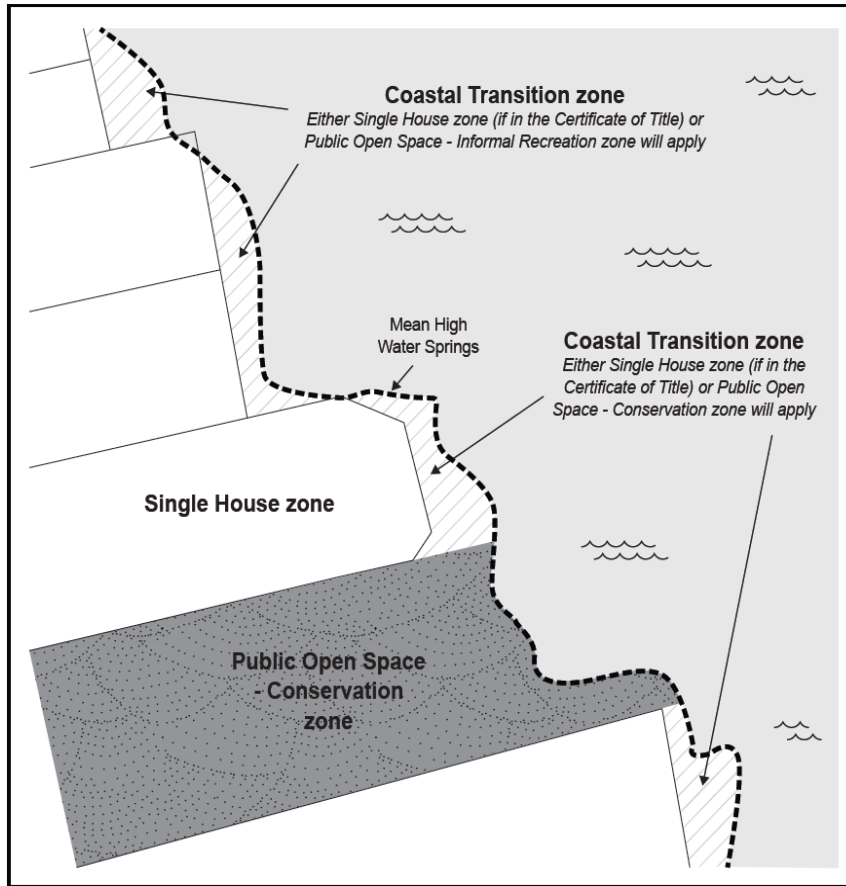 Coastal Transition zone
Either Single House zone (if in the Certificate of Title) or
Public Open Space - Informal Recreation zone will apply
Mean High
Water Springs
Coastal Transition zone
Either Single House zone (if in the
Certificate of Title) or Public Open
Space - Conservation zone will apply
Single House zone
Public Open Space
- Conservation
zone